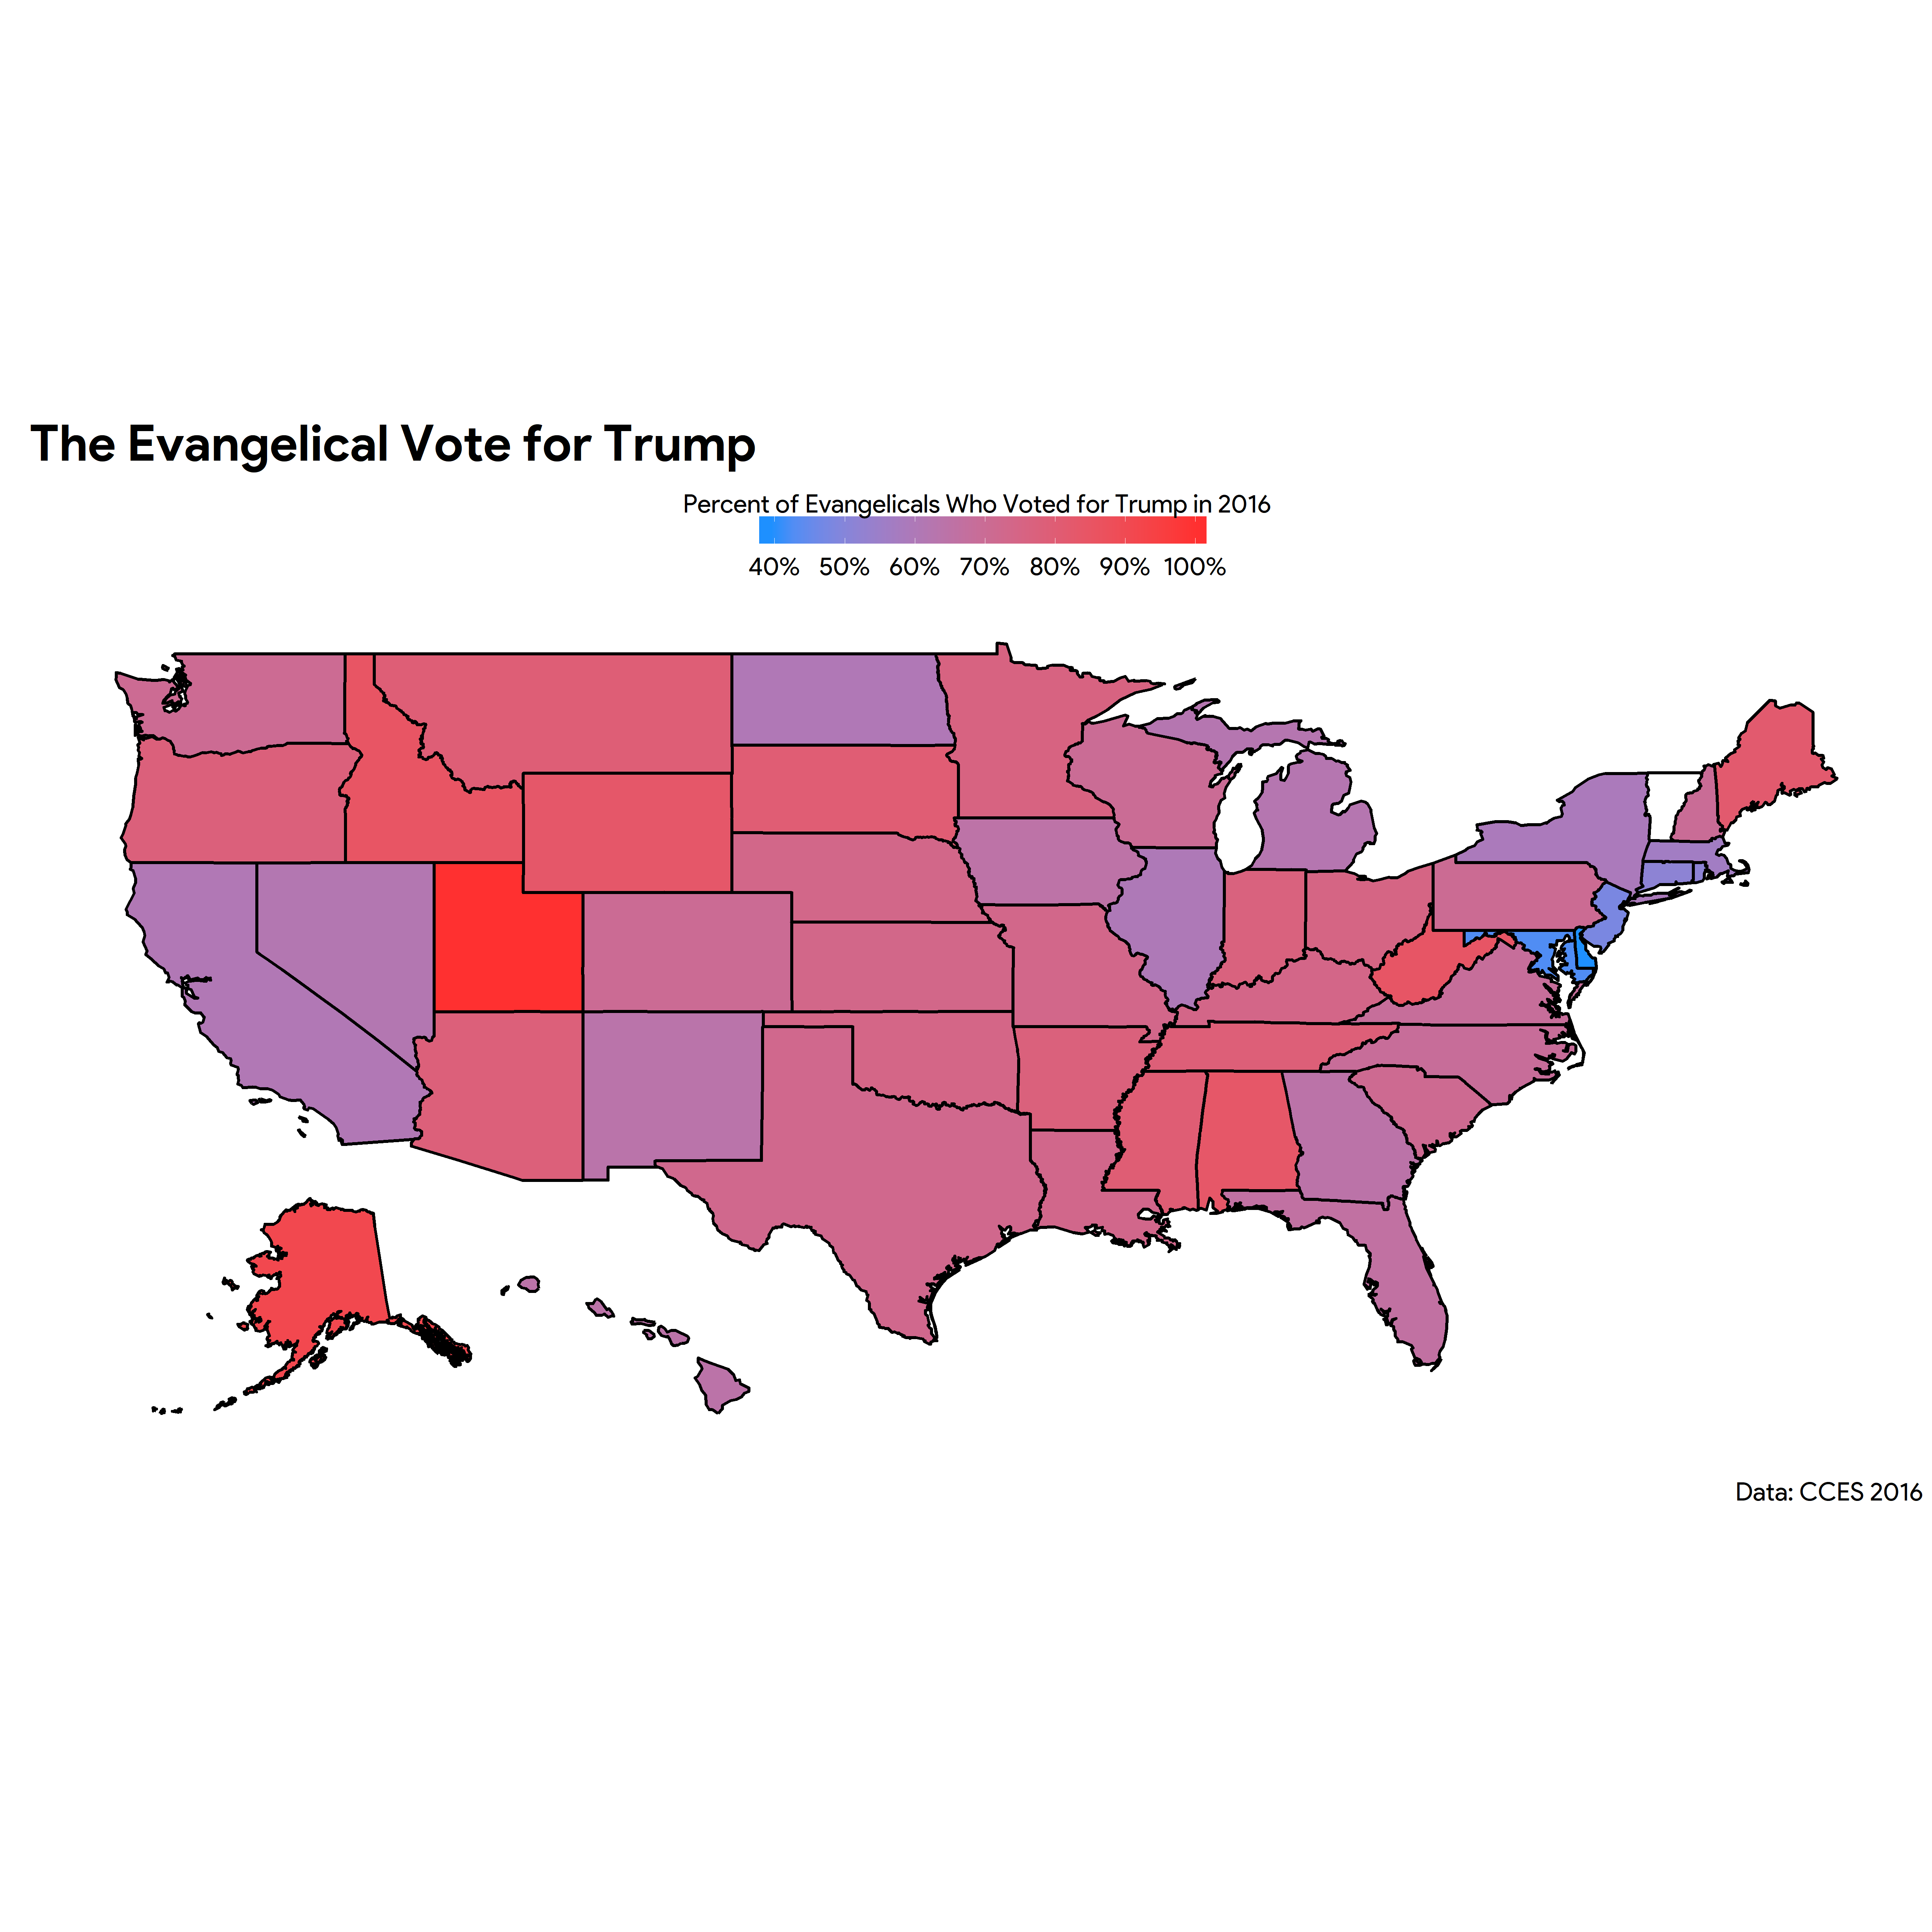 The Evangelical Vote for Trump
Percent of Evangelicals Who Voted for Trump in 2016
40% 50% 60% 70% 80% 90% 100%
Data: CCES 2016